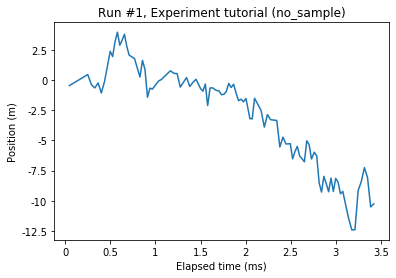 Run #1, Experiment tutorial (no_sample)
Position (m)
2.5
0
-2.5
-5.0
-7.5
-10
-12.5
0 0.5 1 1.5 2 2.5 3 3.5
Elapsed time (ms)